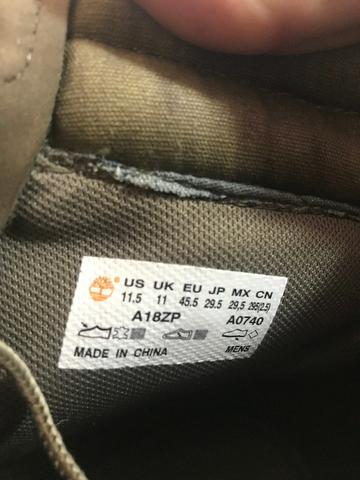 US UK EU JP MX CN
11.5 11 45.5 29.5 29.5 295(2.5)
A18ZP A0740
MADE IN CHINA MENS